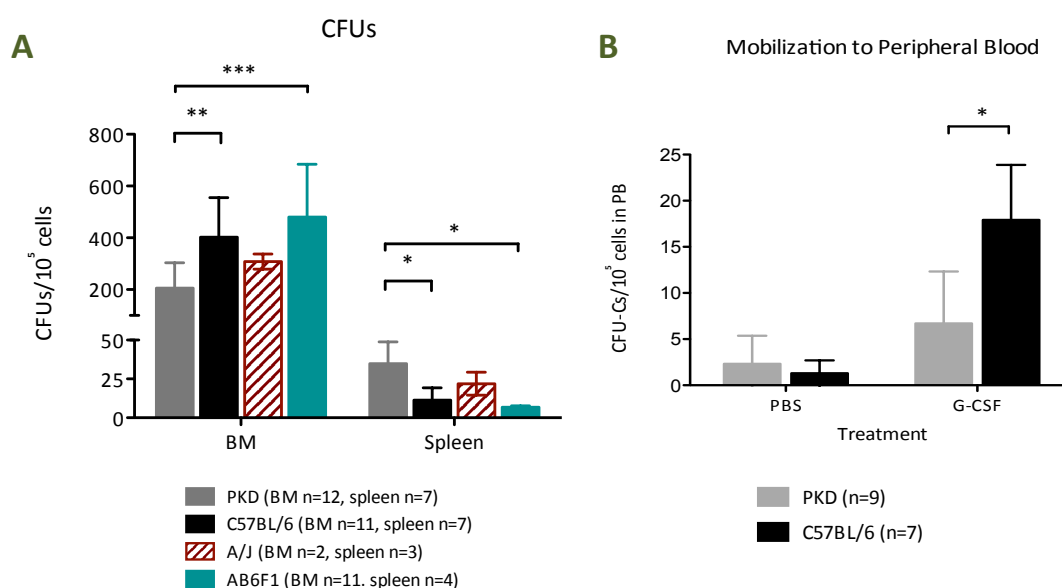 A
CFUs
B
Mobilization to Peripheral Blood
***
**
800
600
400
200
50
25
0
CFUs/10⁵ cells
*
*
BM
Spleen
PKD (BM n=12, spleen n=7)
C57BL/6 (BM n=11, spleen n=7)
A/J (BM n=2, spleen n=3)
AB6F1 (BM n=11, spleen n=4)
*
25
20
15
10
5
0
CFU-Cs/10⁵ cells in PB
PBS
G-CSF
Treatment
PKD (n=9)
C57BL/6 (n=7)